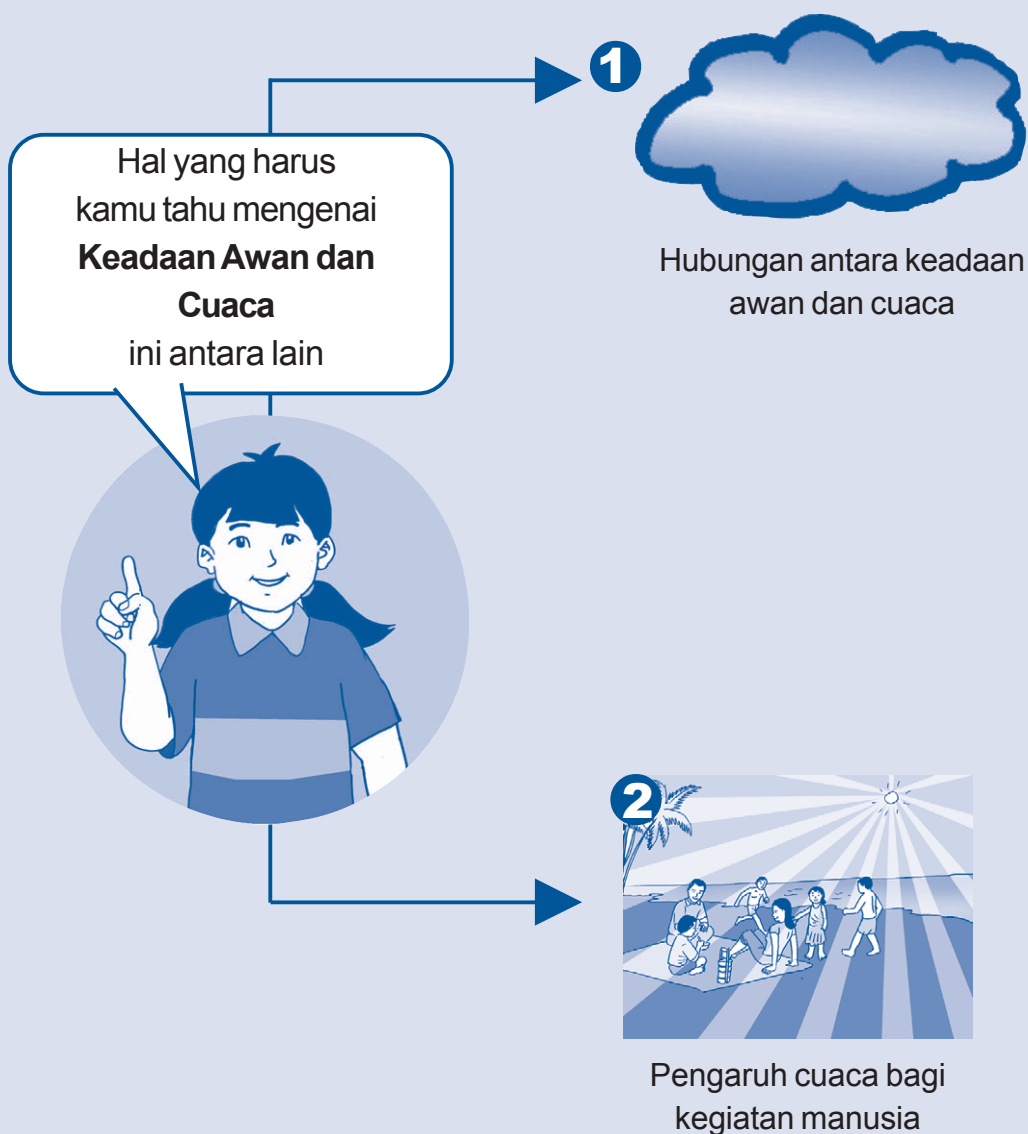 Hal yang harus
kamu tahu mengenai
Keadaan Awan dan
Cuaca
ini antara lain
1
Hubungan antara keadaan
awan dan cuaca
2
Pengaruh cuaca bagi
kegiatan manusia